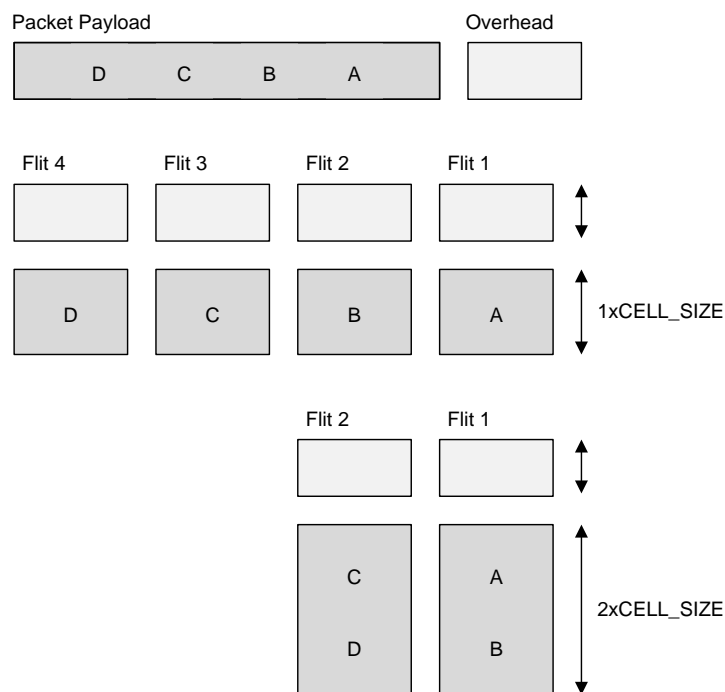 Packet Payload Overhead
D C B A
Flit 4 Flit 3 Flit 2 Flit 1
D C B A 1xCELL_SIZE
Flit 2 Flit 1
C A
2xCELL_SIZE
D B